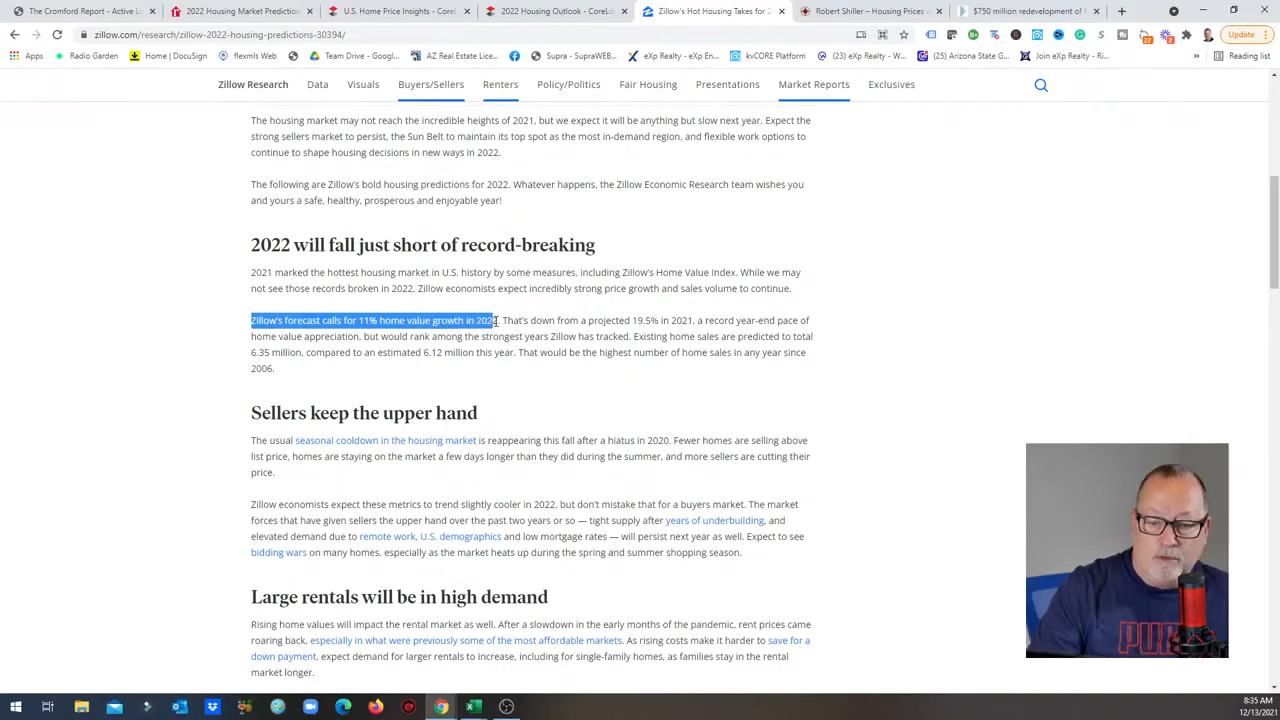 The Cromford Report - Active Li
2022 Housing Market Prediction
U.S. Home Price Insights - CoreL
2022 Housing Outlook - CoreLo
Zillow's Hot Housing Takes for 2
Robert Shiller — Housing Prices v
$750 million redevelopment of
zillow.com/research/zillow-2022-housing-predictions-30394/
22
Update
Apps
Radio Garden
Home | DocuSign
flexmls Web
Team Drive - Googl...
AZ Real Estate Lice...
Supra - SupraWEB...
eXp Realty - eXp En...
kvCORE Platform
(23) eXp Realty - W...
(25) Arizona State G...
Join eXp Realty - Ri...
»
Reading list
Zillow Research
Data
Visuals
Buyers/Sellers
Renters
Policy/Politics
Fair Housing
Presentations
Market Reports
Exclusives
The housing market may not reach the incredible heights of 2021, but we expect it will be anything but slow next year. Expect the
strong sellers market to persist, the Sun Belt to maintain its top spot as the most in-demand region, and flexible work options to
continue to shape housing decisions in new ways in 2022.
The following are Zillow's bold housing predictions for 2022. Whatever happens, the Zillow Economic Research team wishes you
and yours a safe, healthy, prosperous and enjoyable year!
2022 will fall just short of record-breaking
2021 marked the hottest housing market in U.S. history by some measures, including Zillow's Home Value Index. While we may
not see those records broken in 2022, Zillow economists expect incredibly strong price growth and sales volume to continue.
Zillow's forecast calls for 11% home value growth in 2022. That's down from a projected 19.5% in 2021, a record year-end pace of
home value appreciation, but would rank among the strongest years Zillow has tracked. Existing home sales are predicted to total
6.35 million, compared to an estimated 6.12 million this year. That would be the highest number of home sales in any year since
2006.
Sellers keep the upper hand
The usual seasonal cooldown in the housing market is reappearing this fall after a hiatus in 2020. Fewer homes are selling above
list price, homes are staying on the market a few days longer than they did during the summer, and more sellers are cutting their
price.
Zillow economists expect these metrics to trend slightly cooler in 2022, but don't mistake that for a buyers market. The market
forces that have given sellers the upper hand over the past two years or so — tight supply after years of underbuilding, and
elevated demand due to remote work, U.S. demographics and low mortgage rates — will persist next year as well. Expect to see
bidding wars on many homes, especially as the market heats up during the spring and summer shopping season.
Large rentals will be in high demand
Rising home values will impact the rental market as well. After a slowdown in the early months of the pandemic, rent prices came
roaring back, especially in what were previously some of the most affordable markets. As rising costs make it harder to save for a
down payment, expect demand for larger rentals to increase, including for single-family homes, as families stay in the rental
market longer.
PUMA
8:35 AM
12/13/2021